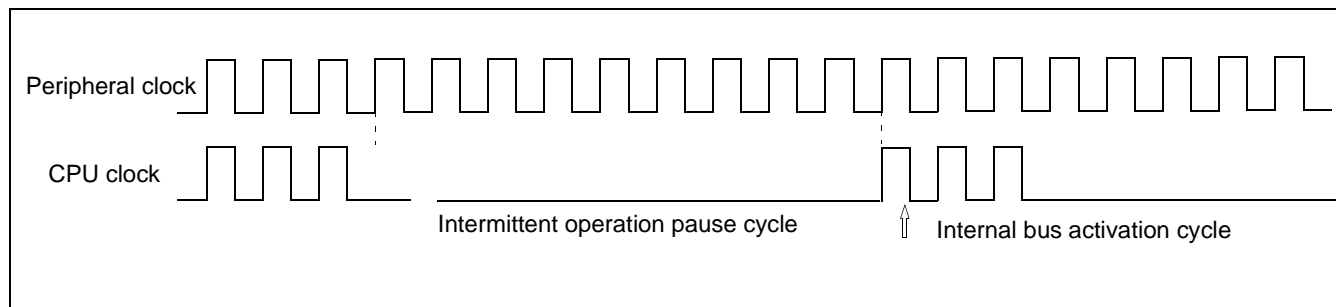 Peripheral clock
CPU clock
Intermittent operation pause cycle
Internal bus activation cycle